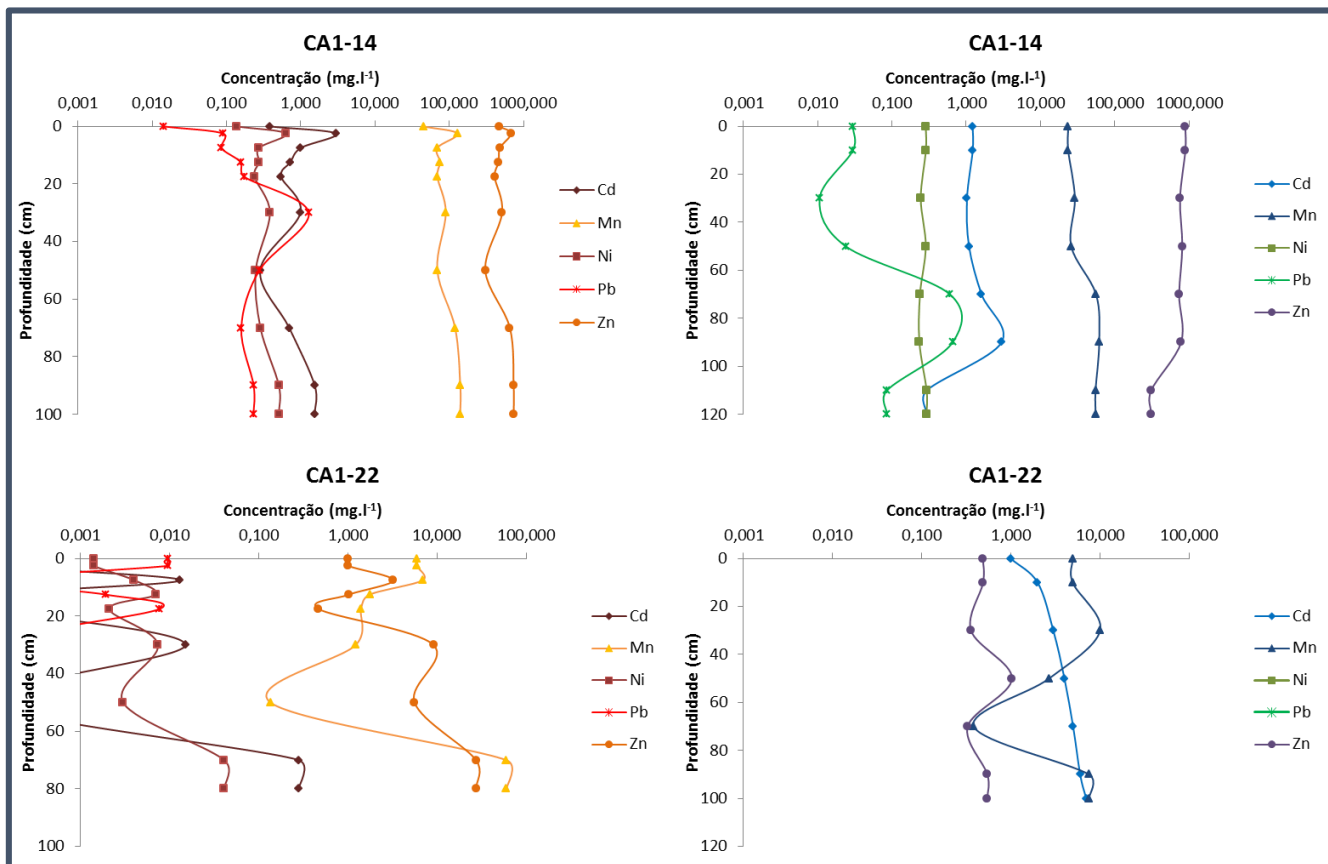 CA1-14
Concentração (mg.l⁻¹)
0,001 0,010 0,100 1,000 10,000 100,000 1000,000
Profundidade (cm)
0
20
40
60
80
100
Cd
Mn
Ni
Pb
Zn
CA1-14
Concentração (mg.l-¹)
0,001 0,010 0,100 1,000 10,000 100,000 1000,000
Profundidade (cm)
0
20
40
60
80
100
120
Cd
Mn
Ni
Pb
Zn
CA1-22
Concentração (mg.l⁻¹)
0,001 0,010 0,100 1,000 10,000 100,000
Profundidade (cm)
0
20
40
60
80
100
Cd
Mn
Ni
Pb
Zn
CA1-22
Concentração (mg.l⁻¹)
0,001 0,010 0,100 1,000 10,000 100,000
Profundidade (cm)
0
20
40
60
80
100
120
Cd
Mn
Ni
Pb
Zn